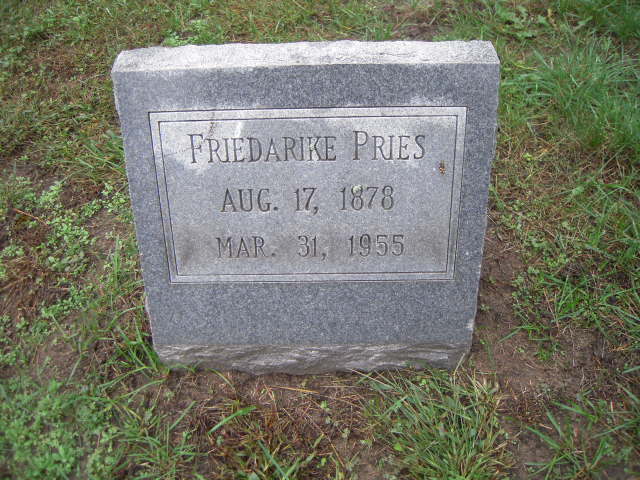 FRIEDARIKE PRIES
AUG. 17, 1878
MAR. 31, 1955